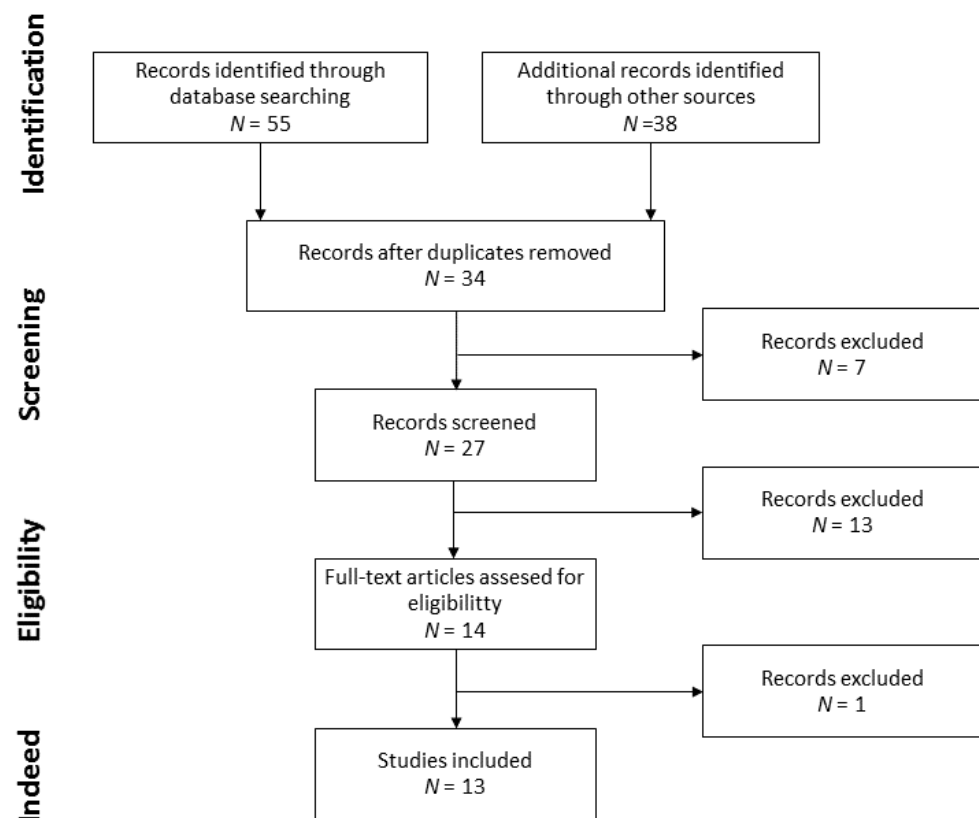 Identification
Records identified through
database searching
N = 55
Additional records identified
through other sources
N =38
Records after duplicates removed
N = 34
Screening
Records excluded
N = 7
Records screened
N = 27
Records excluded
N = 13
Eligibility
Full-text articles assesed for
eligibilitty
N = 14
Records excluded
N = 1
Indeed
Studies included
N = 13